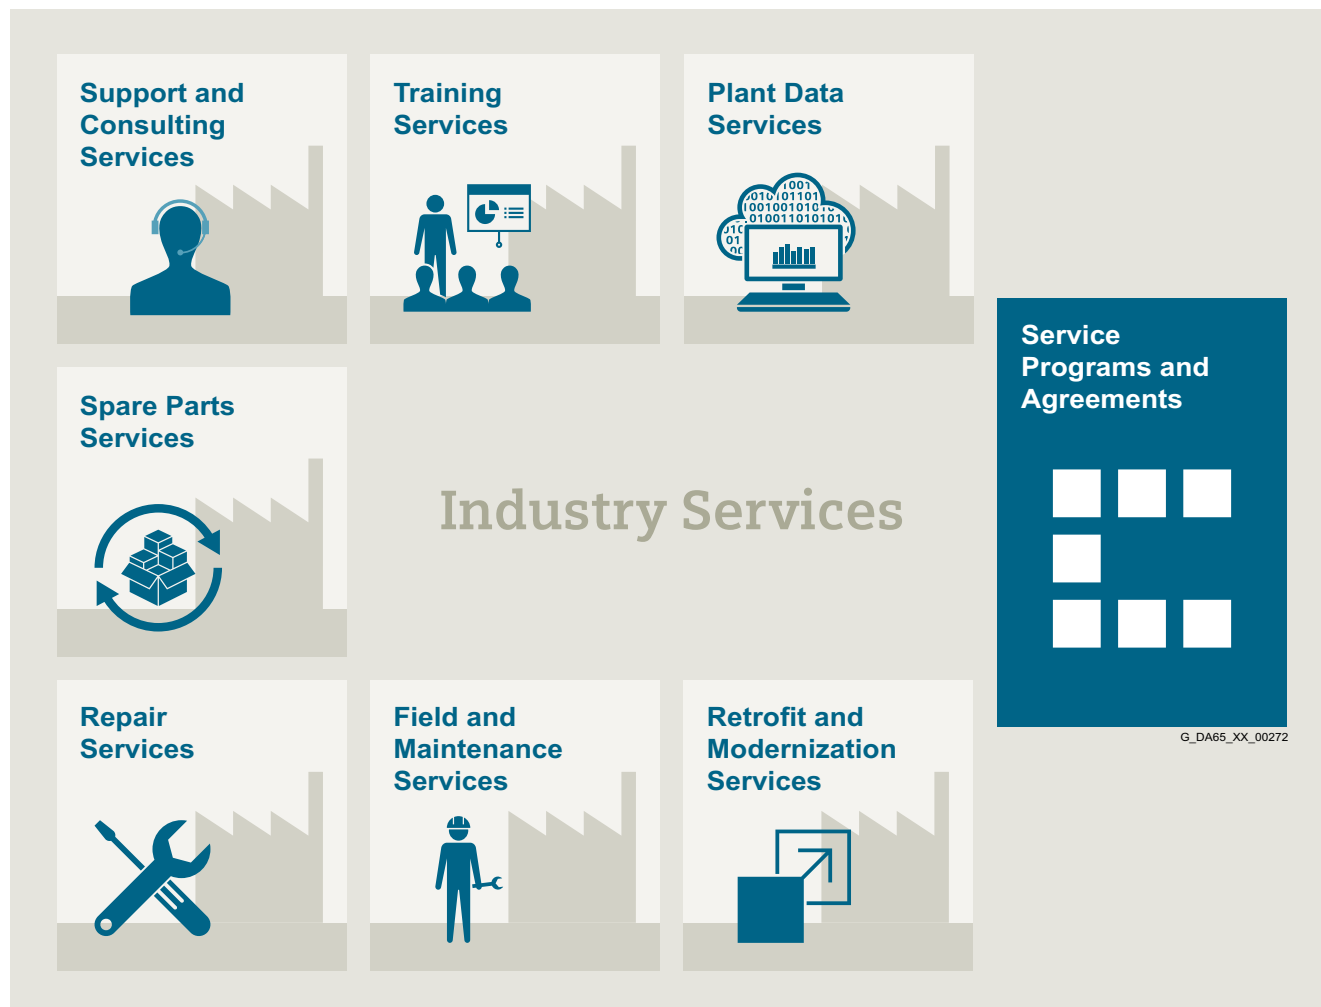 Support and
Consulting
Services
Training
Services
Plant Data
Services
Service
Programs and
Agreements
Spare Parts
Services
Industry Services
Repair
Services
Field and
Maintenance
Services
Retrofit and
Modernization
Services
G_DA65_XX_00272